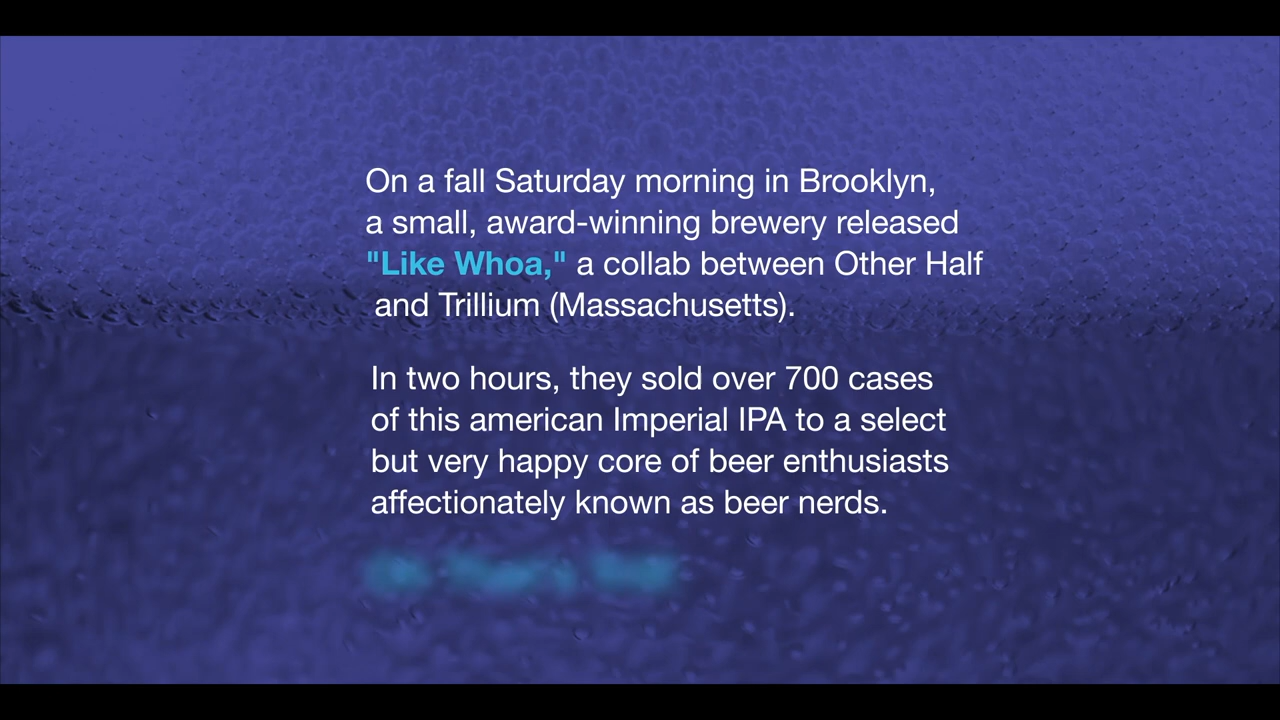 On a fall Saturday morning in Brooklyn,
a small, award-winning brewery released
"Like Whoa," a collab between Other Half
and Trillium (Massachusetts).
In two hours, they sold over 700 cases
of this american Imperial IPA to a select
but very happy core of beer enthusiasts
affectionately known as beer nerds.